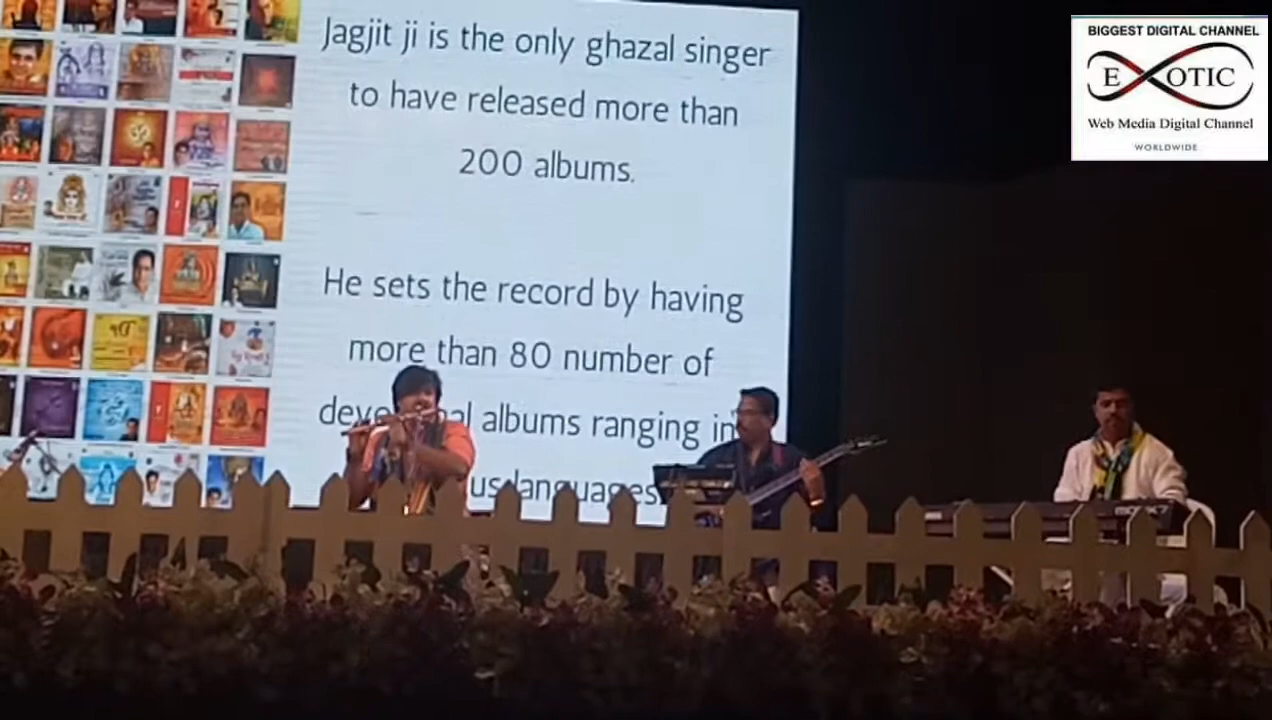 Jagjit ji is the only ghazal singer
to have released more than
200 albums.
He sets the record by having
more than 80 number of
albums ranging in
languages
BIGGEST DIGITAL CHANNEL
EXOTIC
Web Media Digital Channel
WORLDWIDE